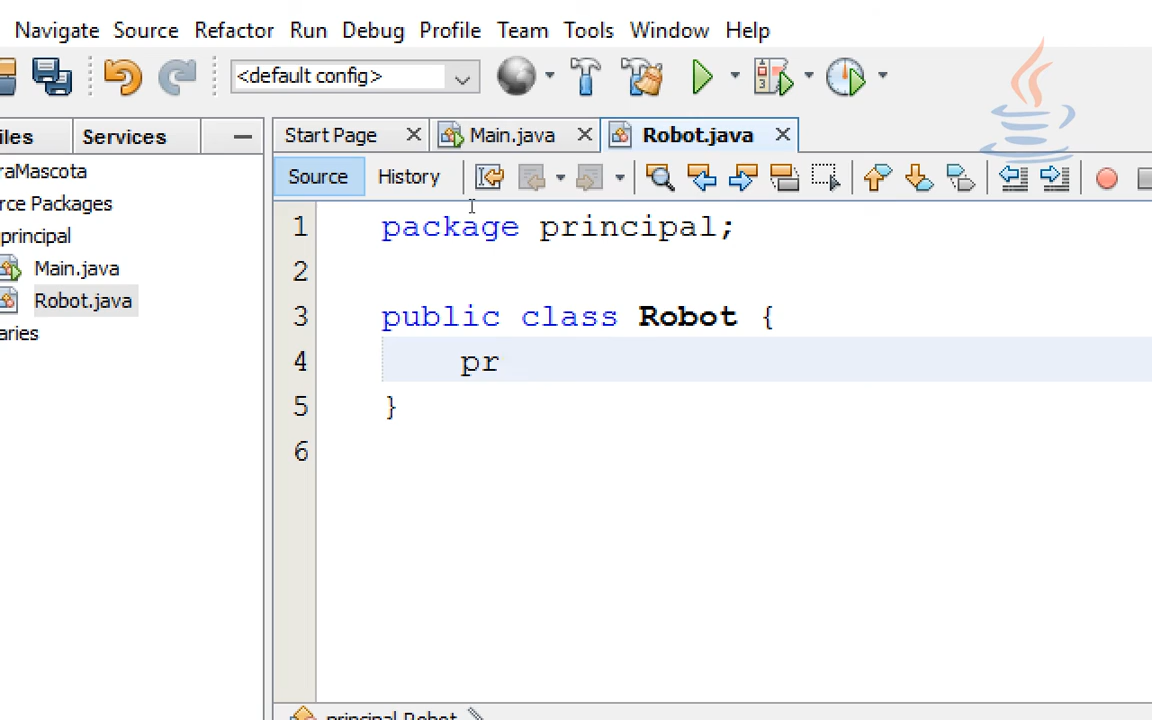 Navigate Source Refactor Run Debug Profile Team Tools Window Help
<default config>
iles Services Start Page Main.java Robot.java
Source History
raMascota
rce Packages
principal
Main.java
Robot.java
aries
1 package principal;
2
3 public class Robot {
4 pr
5 }
6
principal.Robot